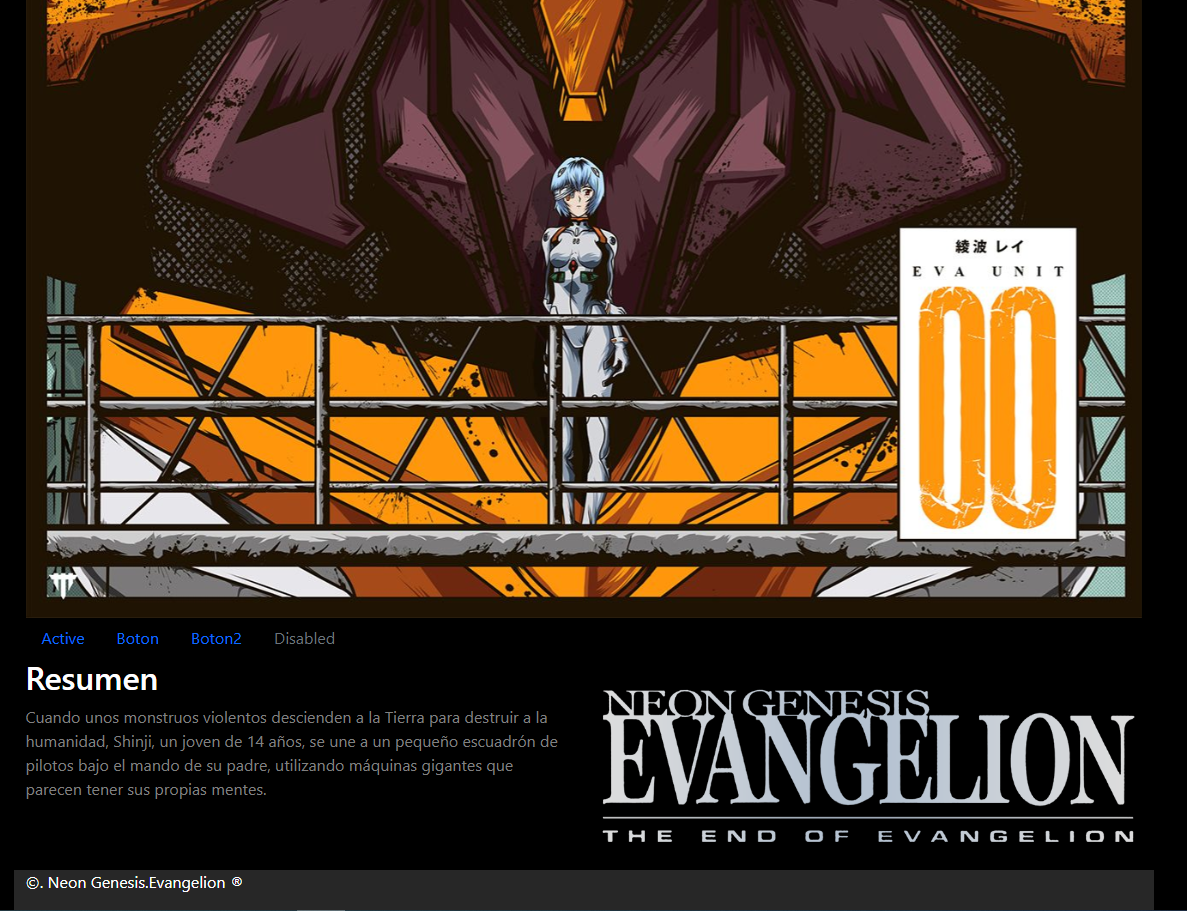 綾波 レイ
EVA UNIT
00
Active Boton Boton2 Disabled
Resumen
Cuando unos monstruos violentos descienden a la Tierra para destruir a la
humanidad, Shinji, un joven de 14 años, se une a un pequeño escuadrón de
pilotos bajo el mando de su padre, utilizando máquinas gigantes que
parecen tener sus propias mentes.
NEON GENESIS
EVANGELION
THE END OF EVANGELION
©. Neon Genesis.Evangelion ®